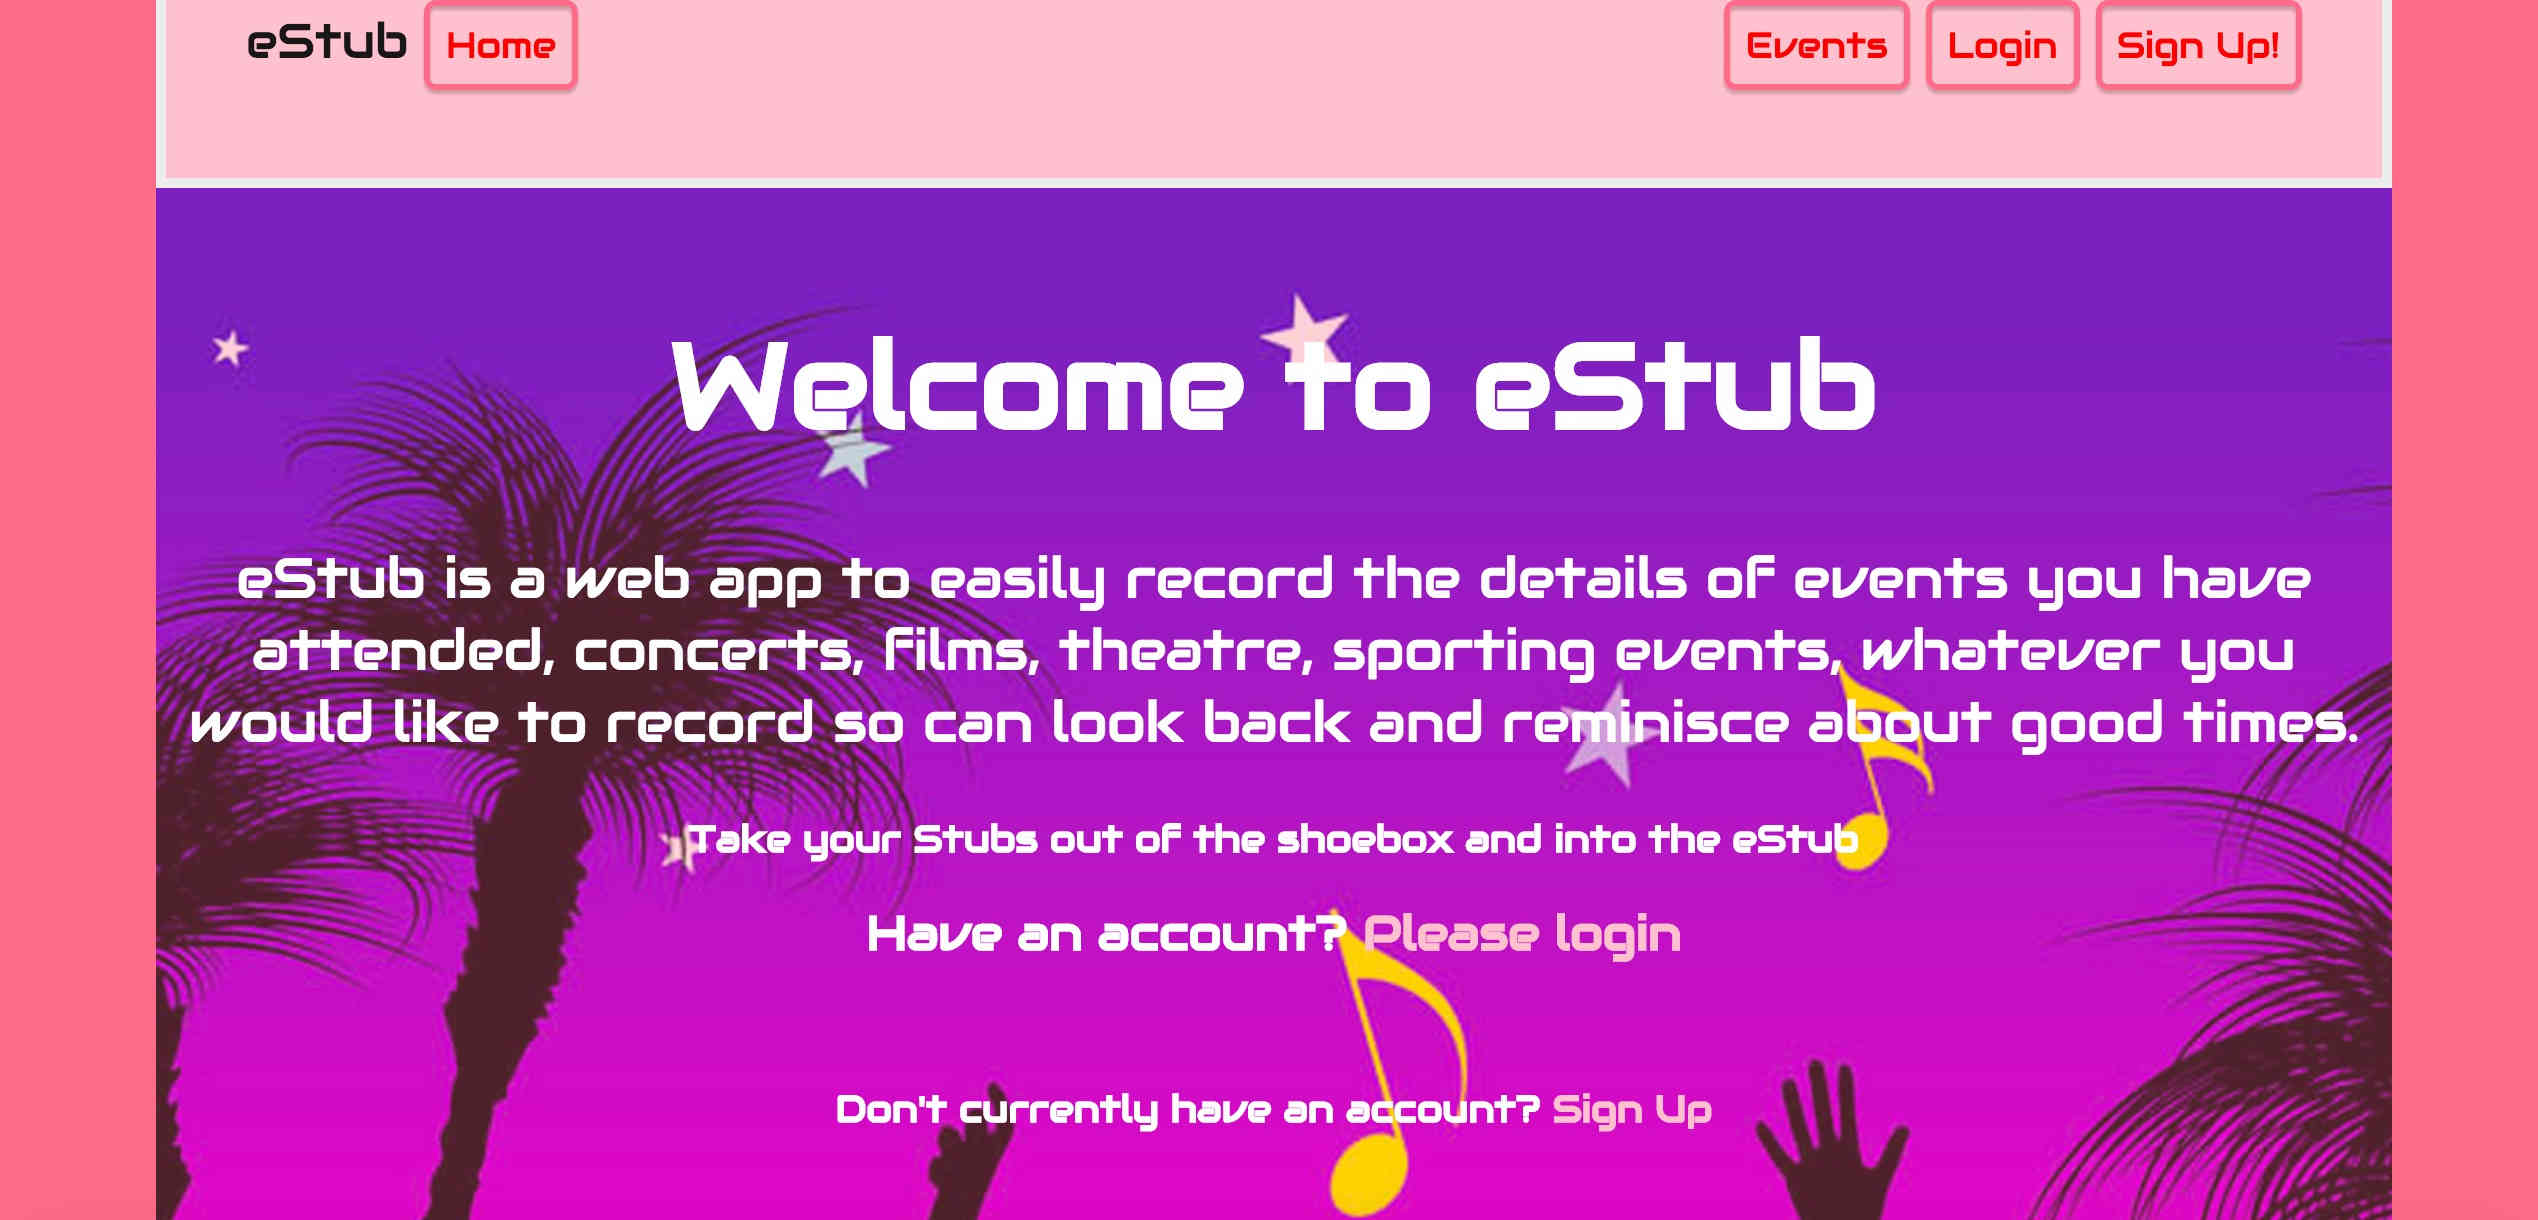 eStub Home Events Login Sign Up!
Welcome to eStub
eStub is a web app to easily record the details of events you have
attended, concerts, films, theatre, sporting events, whatever you
would like to record so can look back and reminisce about good times.
Take your Stubs out of the shoebox and into the eStub
Have an account? Please login
Don't currently have an account? Sign Up